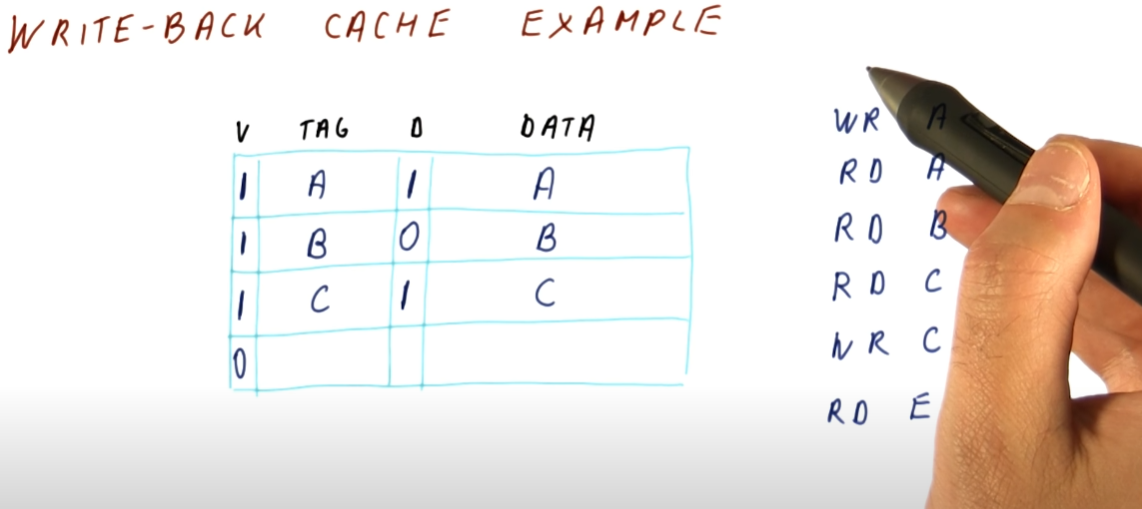 WRITE-BACK CACHE EXAMPLE
V TAG D DATA
1 A 1 A
1 B 0 B
1 C 1 C
0
WR A
RD A
RD B
RD C
WR C
RD E